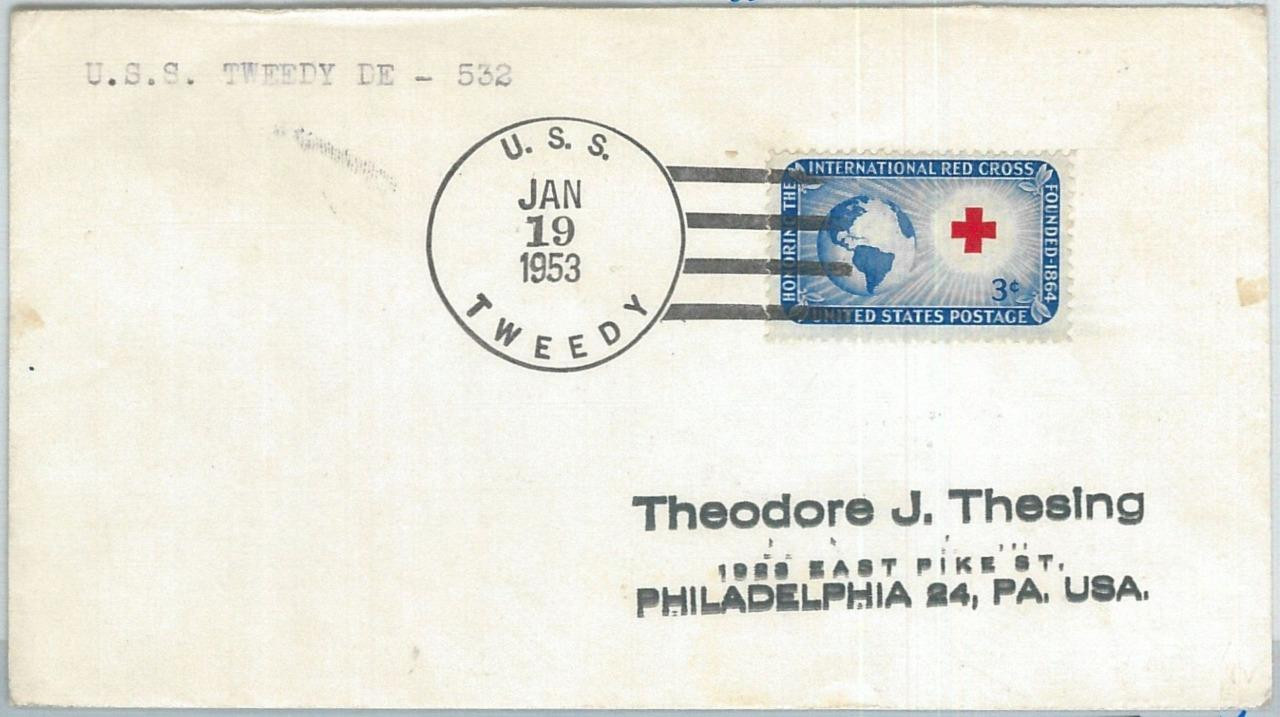 U.S.S. TWEEDY DE - 532
U. S. S.
JAN
19
1953
TWEEDY
HONORING THE
INTERNATIONAL RED CROSS
FOUNDED-1864
3¢
UNITED STATES POSTAGE
Theodore J. Thesing
EAST PIKE ST.
PHILADELPHIA 24, PA. USA.